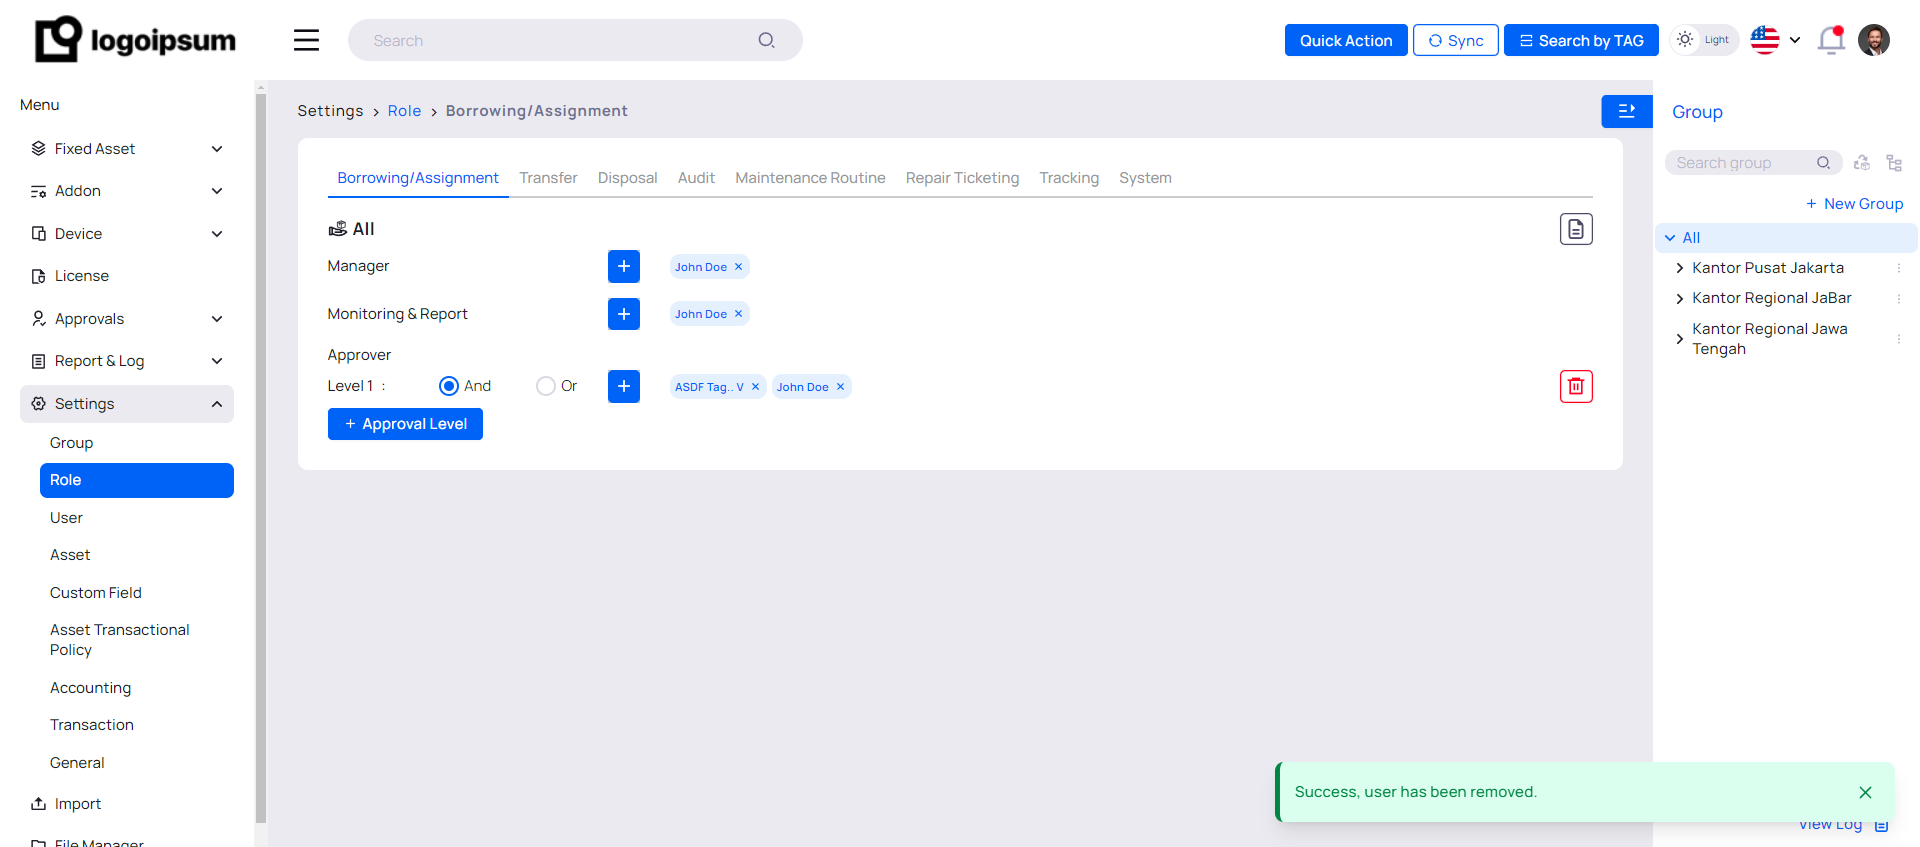 logoipsum
Search
Quick Action
Sync
Search by TAG
Light
Menu
Fixed Asset
Addon
Device
License
Approvals
Report & Log
Settings
Group
Role
User
Asset
Custom Field
Asset Transactional
Policy
Accounting
Transaction
General
Import
File Manager
Settings > Role > Borrowing/Assignment
Borrowing/Assignment Transfer Disposal Audit Maintenance Routine Repair Ticketing Tracking System
All
Manager + John Doe ×
Monitoring & Report + John Doe ×
Approver
Level 1 : And Or + ASDF Tag.. V × John Doe ×
+ Approval Level
Group
Search group
+ New Group
All
Kantor Pusat Jakarta
Kantor Regional JaBar
Kantor Regional Jawa
Tengah
Success, user has been removed.
View Log